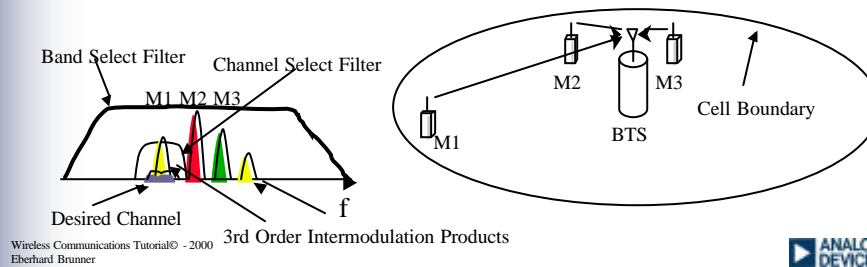 Band Select Filter
Channel Select Filter
M1 M2 M3
f
Desired Channel
3rd Order Intermodulation Products
M2
M3
M1
BTS
Cell Boundary
Wireless Communications Tutorial© - 2000
Eberhard Brunner